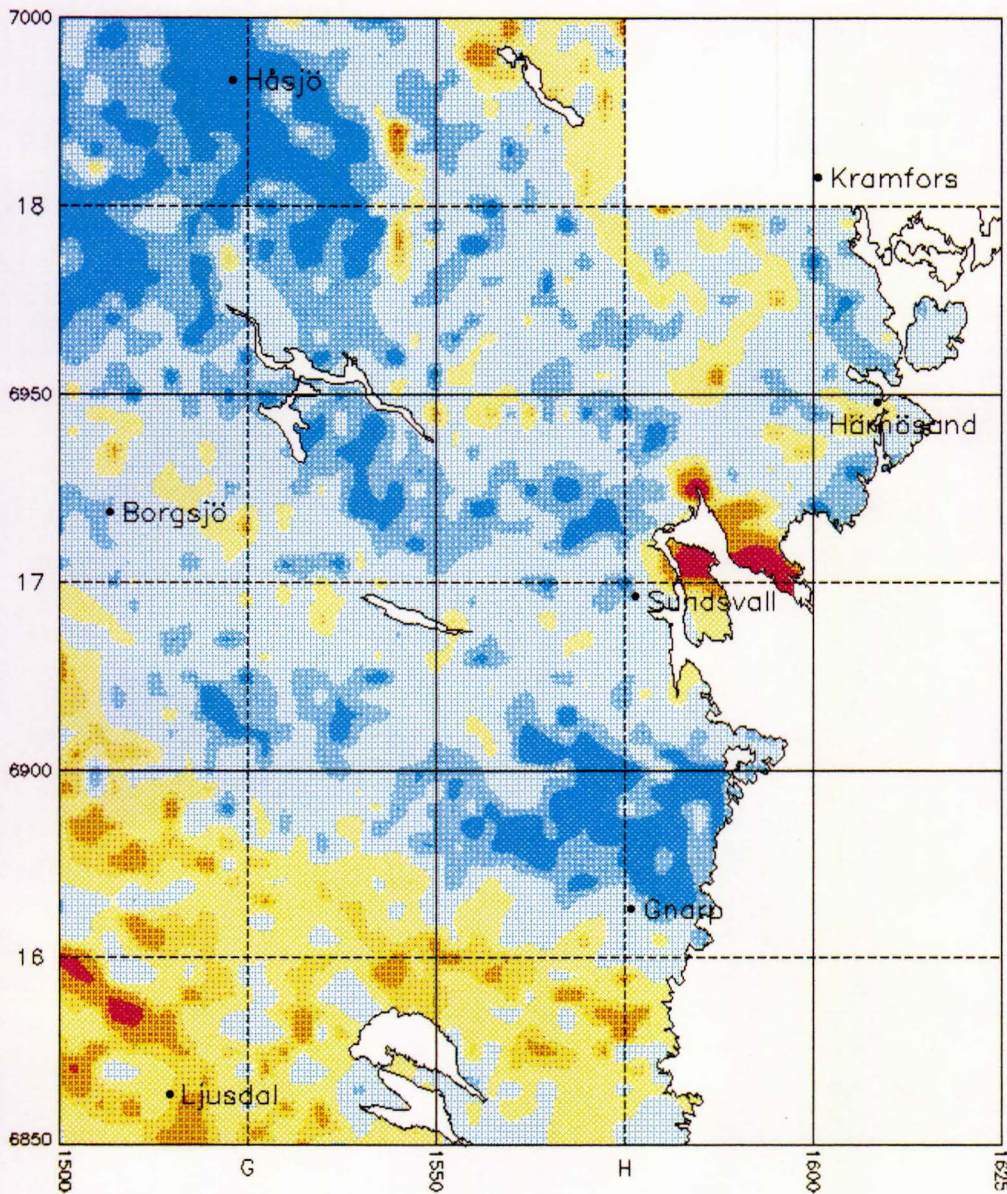 7000
Håsjö
Kramfors
18
6950
Härnösand
Borgsjö
17
Sundsvall
6900
Gnarp
16
Ljusdal
6850
1500
G
1550
H
1600
1625